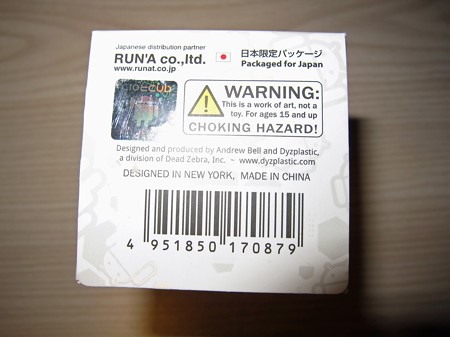 Japanese distribution partner
RUN'A co.,ltd.
www.runat.co.jp
日本限定パッケージ
Packaged for Japan
WARNING:
This is a work of art, not a
toy. For ages 15 and up
CHOKING HAZARD!
Designed and produced by Andrew Bell and Dyzplastic,
a division of Dead Zebra, Inc. ~ www.dyzplastic.com
DESIGNED IN NEW YORK, MADE IN CHINA
4 951850 170879